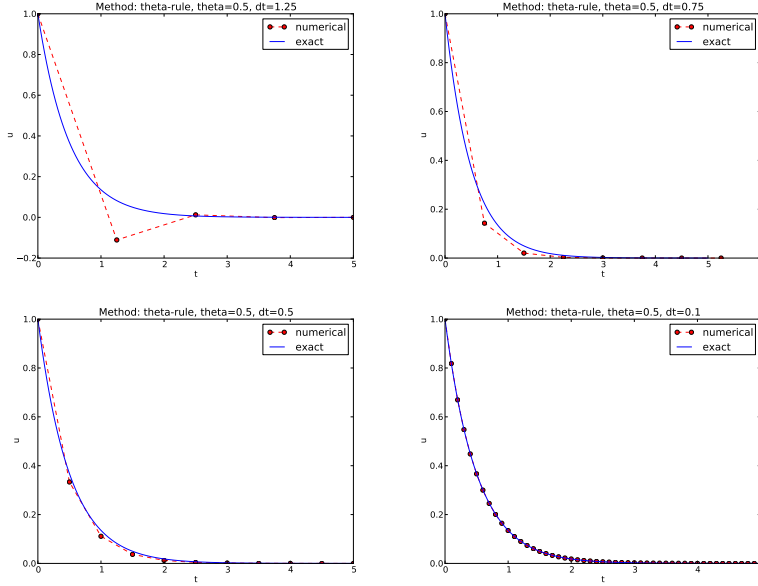 Method: theta-rule, theta=0.5, dt=1.25
numerical
exact
1.0
0.8
0.6
0.4
0.2
0.0
−0.2
u
0 1 2 3 4 5
t
Method: theta-rule, theta=0.5, dt=0.75
numerical
exact
1.0
0.8
0.6
0.4
0.2
0.0
u
0 1 2 3 4 5
t
Method: theta-rule, theta=0.5, dt=0.5
numerical
exact
1.0
0.8
0.6
0.4
0.2
0.0
u
0 1 2 3 4 5
t
Method: theta-rule, theta=0.5, dt=0.1
numerical
exact
1.0
0.8
0.6
0.4
0.2
0.0
u
0 1 2 3 4
t